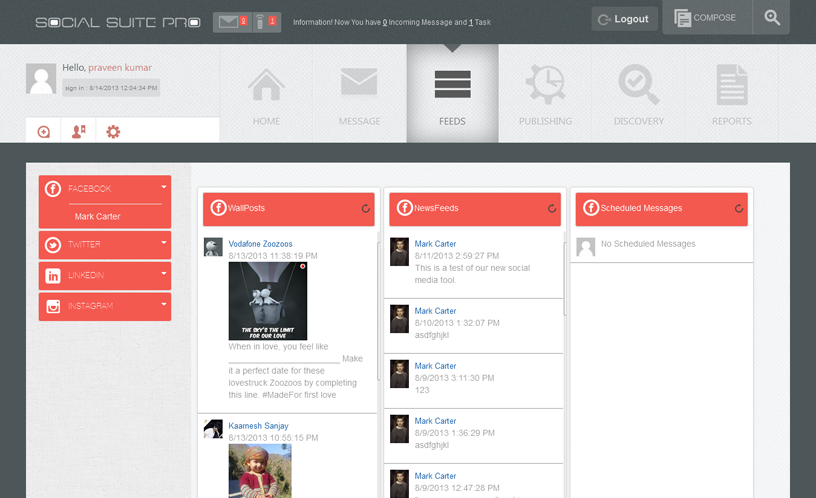 SOCIAL SUITE PRO
0
1
Information! Now You have 0 Incoming Message and 1 Task
Logout
COMPOSE
Hello, praveen kumar
sign in : 8/14/2013 12:04:34 PM
HOME
MESSAGE
FEEDS
PUBLISHING
DISCOVERY
REPORTS
FACEBOOK
Mark Carter
TWITTER
LINKEDIN
INSTAGRAM
WallPosts
Vodafone Zoozoos
8/13/2013 11:38:19 PM
THE SKY'S THE LIMIT
FOR OUR LOVE
When in love, you feel like
________________________ Make
it a perfect date for these
lovestruck Zoozoos by completing
this line. #MadeFor first love
Kaamesh Sanjay
8/13/2013 10:55:15 PM
NewsFeeds
Mark Carter
8/11/2013 2:59:27 PM
This is a test of our new social
media tool.
Mark Carter
8/10/2013 1:32:07 PM
asdfghjkl
Mark Carter
8/9/2013 3:11:30 PM
123
Mark Carter
8/9/2013 1:36:29 PM
asdfghjkl
Mark Carter
8/9/2013 12:47:28 PM
Scheduled Messages
No Scheduled Messages